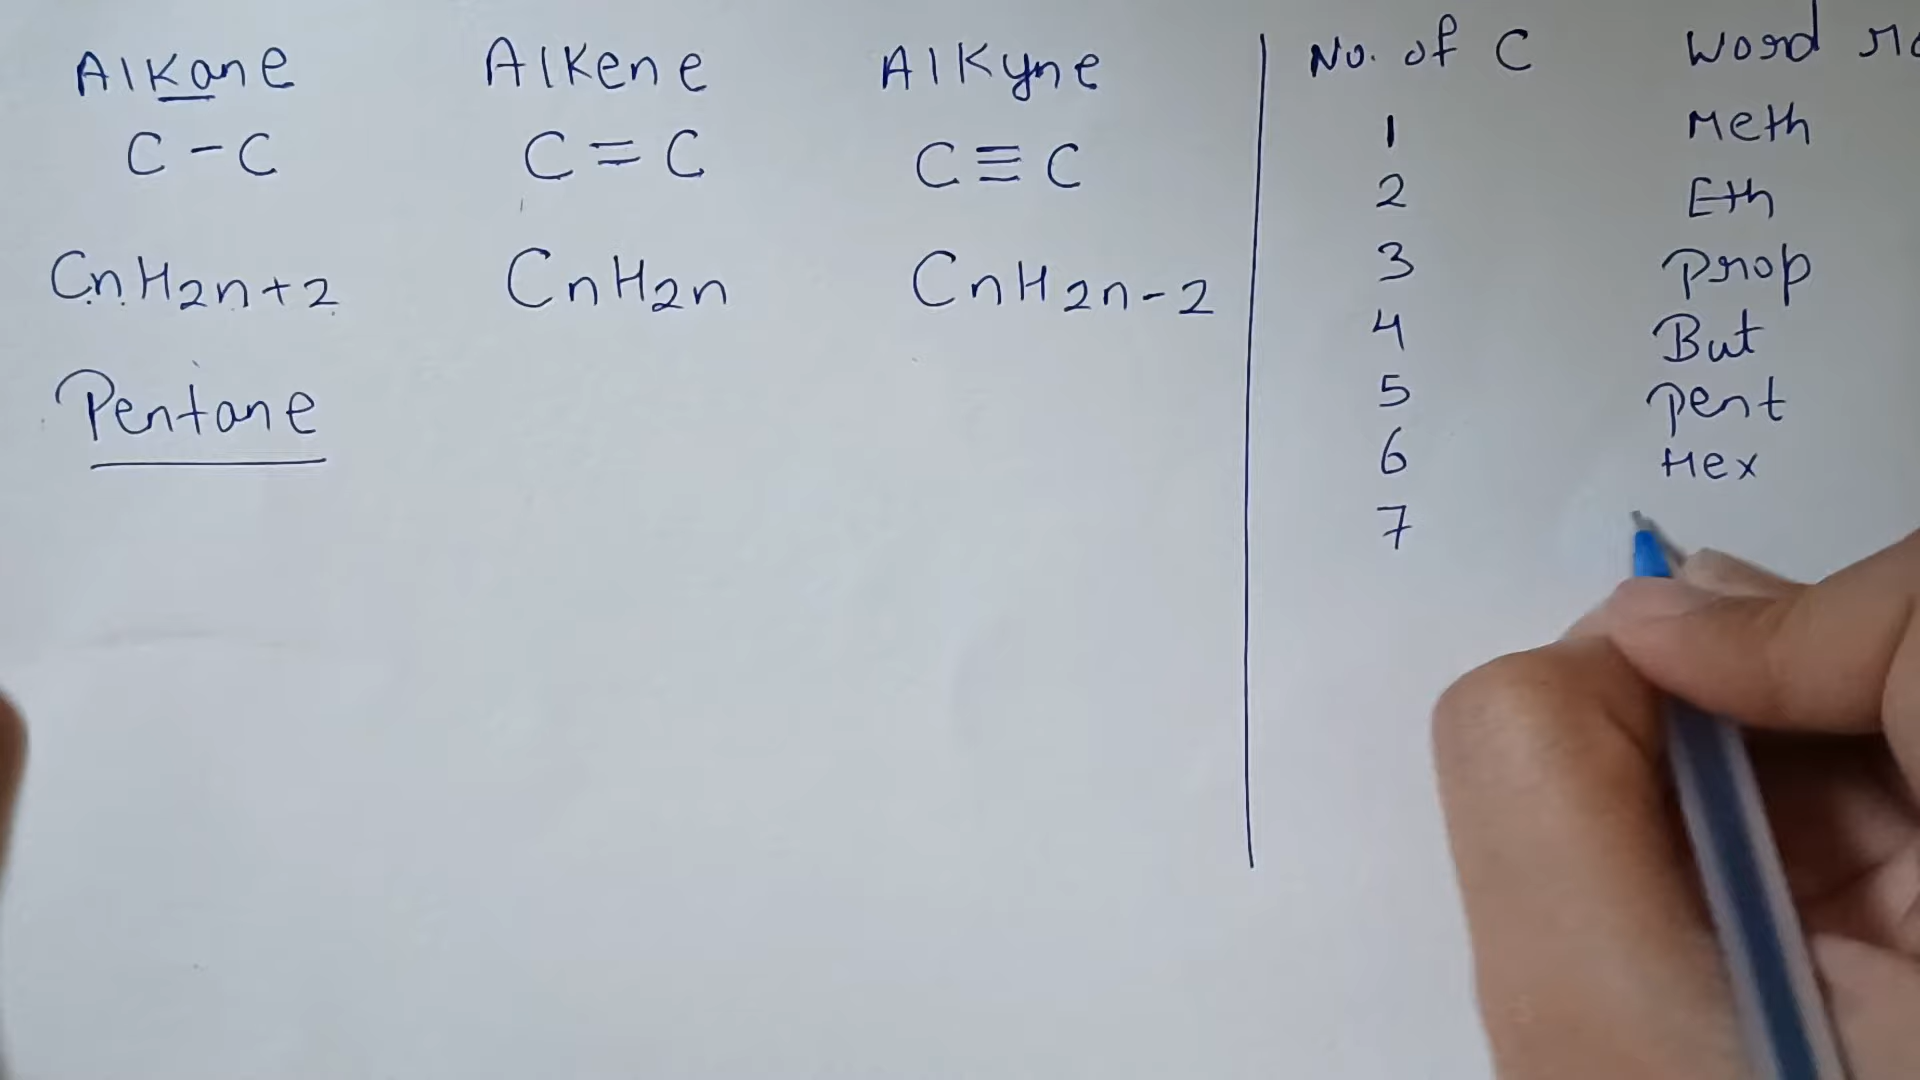 Alkane Alkene Alkyne
C-C C=C C≡C
CnH2n+2 CnH2n CnH2n-2
Pentane
No. of C Word
1 Meth
2 Eth
3 Prop
4 But
5 Pent
6 Hex
7